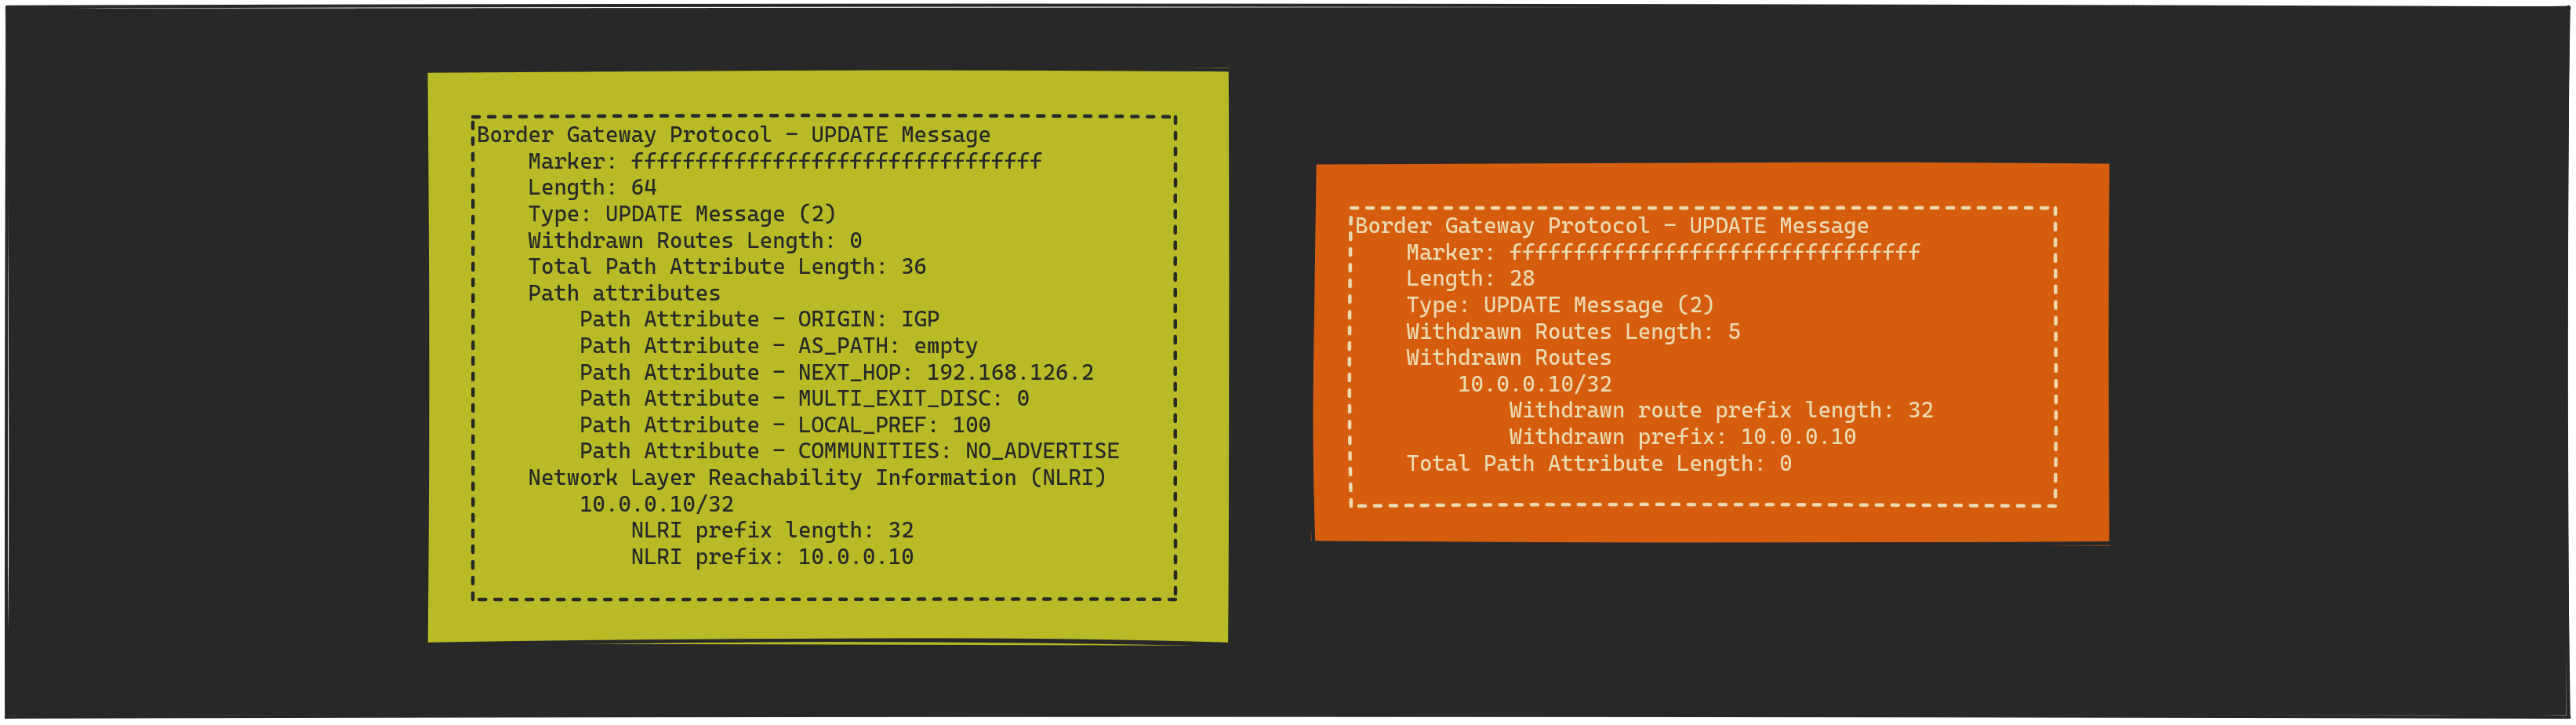 Border Gateway Protocol - UPDATE Message
Marker: ffffffffffffffffffffffffffffffff
Length: 64
Type: UPDATE Message (2)
Withdrawn Routes Length: 0
Total Path Attribute Length: 36
Path attributes
Path Attribute - ORIGIN: IGP
Path Attribute - AS_PATH: empty
Path Attribute - NEXT_HOP: 192.168.126.2
Path Attribute - MULTI_EXIT_DISC: 0
Path Attribute - LOCAL_PREF: 100
Path Attribute - COMMUNITIES: NO_ADVERTISE
Network Layer Reachability Information (NLRI)
10.0.0.10/32
NLRI prefix length: 32
NLRI prefix: 10.0.0.10
Border Gateway Protocol - UPDATE Message
Marker: ffffffffffffffffffffffffffffffff
Length: 28
Type: UPDATE Message (2)
Withdrawn Routes Length: 5
Withdrawn Routes
10.0.0.10/32
Withdrawn route prefix length: 32
Withdrawn prefix: 10.0.0.10
Total Path Attribute Length: 0